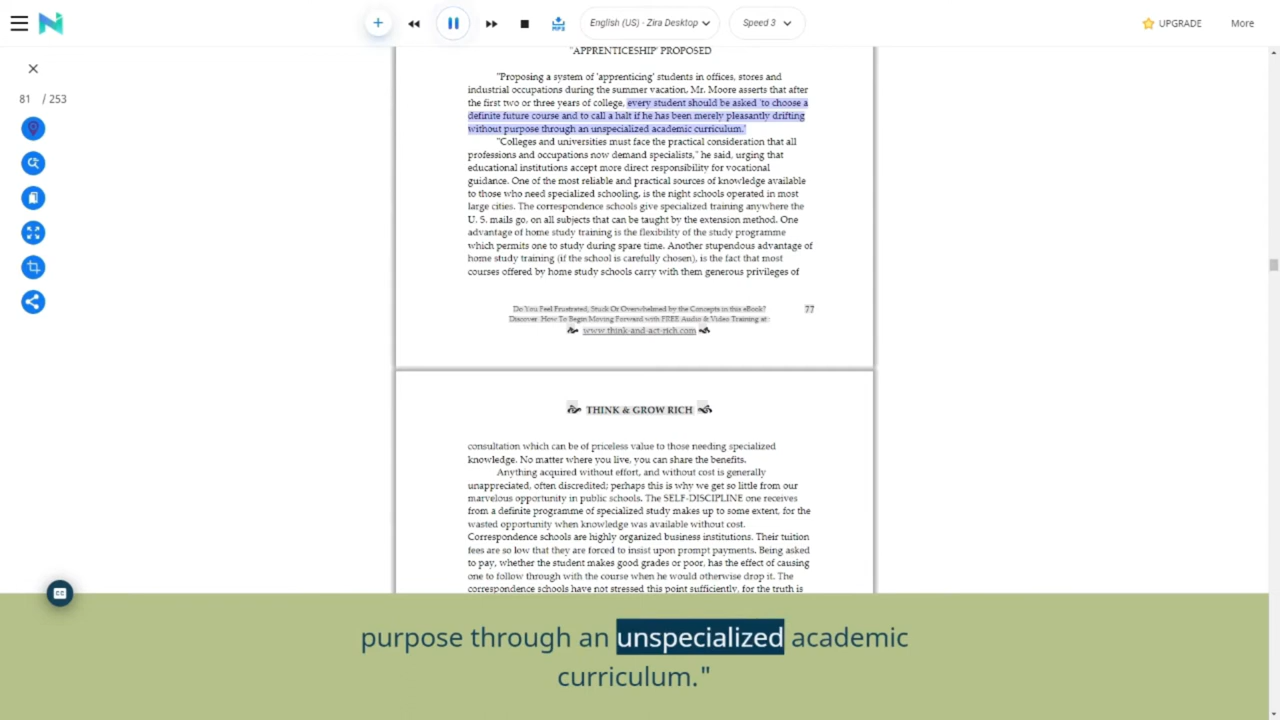 English (US) - Zira Desktop
Speed 3
UPGRADE
More
MP3
81 / 253
"APPRENTICESHIP' PROPOSED
"Proposing a system of 'apprenticing' students in offices, stores and
industrial occupations during the summer vacation, Mr. Moore asserts that after
the first two or three years of college, every student should be asked 'to choose a
definite future course and to call a halt if he has been merely pleasantly drifting
without purpose through an unspecialized academic curriculum.'
"Colleges and universities must face the practical consideration that all
professions and occupations now demand specialists," he said, urging that
educational institutions accept more direct responsibility for vocational
guidance. One of the most reliable and practical sources of knowledge available
to those who need specialized schooling, is the night schools operated in most
large cities. The correspondence schools give specialized training anywhere the
U. S. mails go, on all subjects that can be taught by the extension method. One
advantage of home study training is the flexibility of the study programme
which permits one to study during spare time. Another stupendous advantage of
home study training (if the school is carefully chosen), is the fact that most
courses offered by home study schools carry with them generous privileges of
Do You Feel Frustrated, Stuck Or Overwhelmed by the Concepts in this eBook?
77
Discover How To Begin Moving Forward with FREE Audio & Video Training at:
www.think-and-act-rich.com
THINK & GROW RICH
consultation which can be of priceless value to those needing specialized
knowledge. No matter where you live, you can share the benefits.
Anything acquired without effort, and without cost is generally
unappreciated, often discredited; perhaps this is why we get so little from our
marvelous opportunity in public schools. The SELF-DISCIPLINE one receives
from a definite programme of specialized study makes up to some extent, for the
wasted opportunity when knowledge was available without cost.
Correspondence schools are highly organized business institutions. Their tuition
fees are so low that they are forced to insist upon prompt payments. Being asked
to pay, whether the student makes good grades or poor, has the effect of causing
one to follow through with the course when he would otherwise drop it. The
correspondence schools have not stressed this point sufficiently, for the truth is
CC
purpose through an unspecialized academic
curriculum."